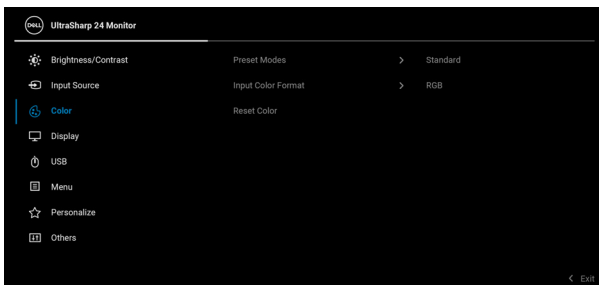 DELL UltraSharp 24 Monitor
Brightness/Contrast Preset Modes > Standard
Input Source Input Color Format > RGB
Color Reset Color
Display
USB
Menu
Personalize
Others
< Exit